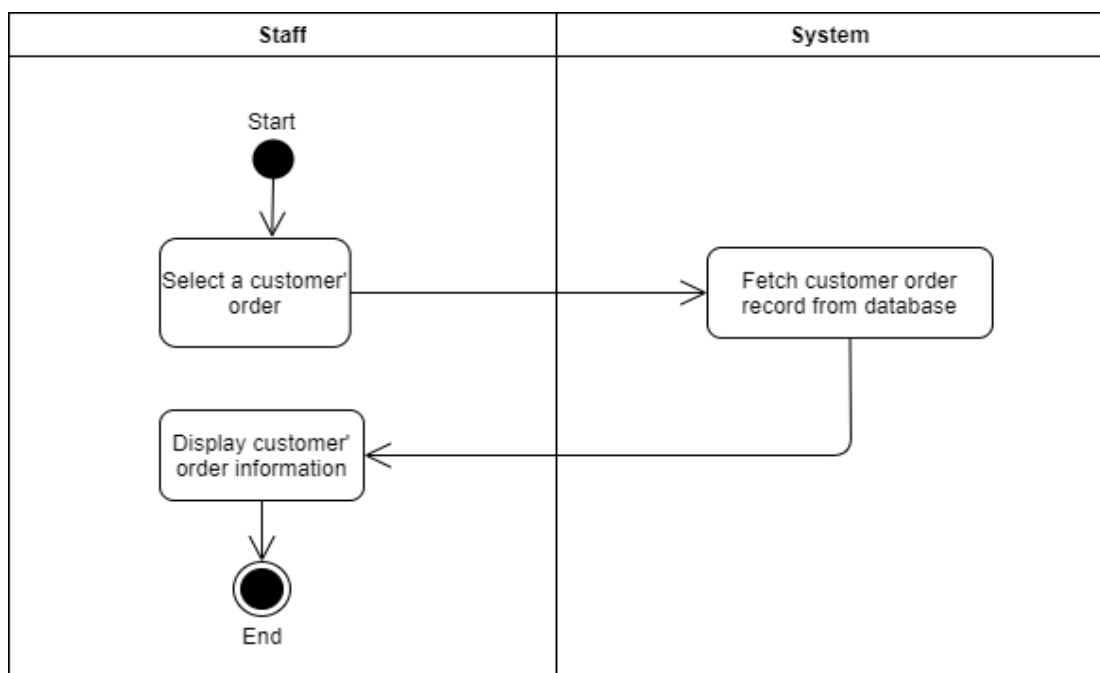 Staff
System
Start
Select a customer'
order
Fetch customer order
record from database
Display customer'
order information
End